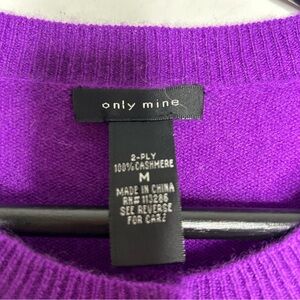 only mine
2-PLY
100% CASHMERE
M
MADE IN CHINA
RN# 113286
SEE REVERSE
FOR CARE